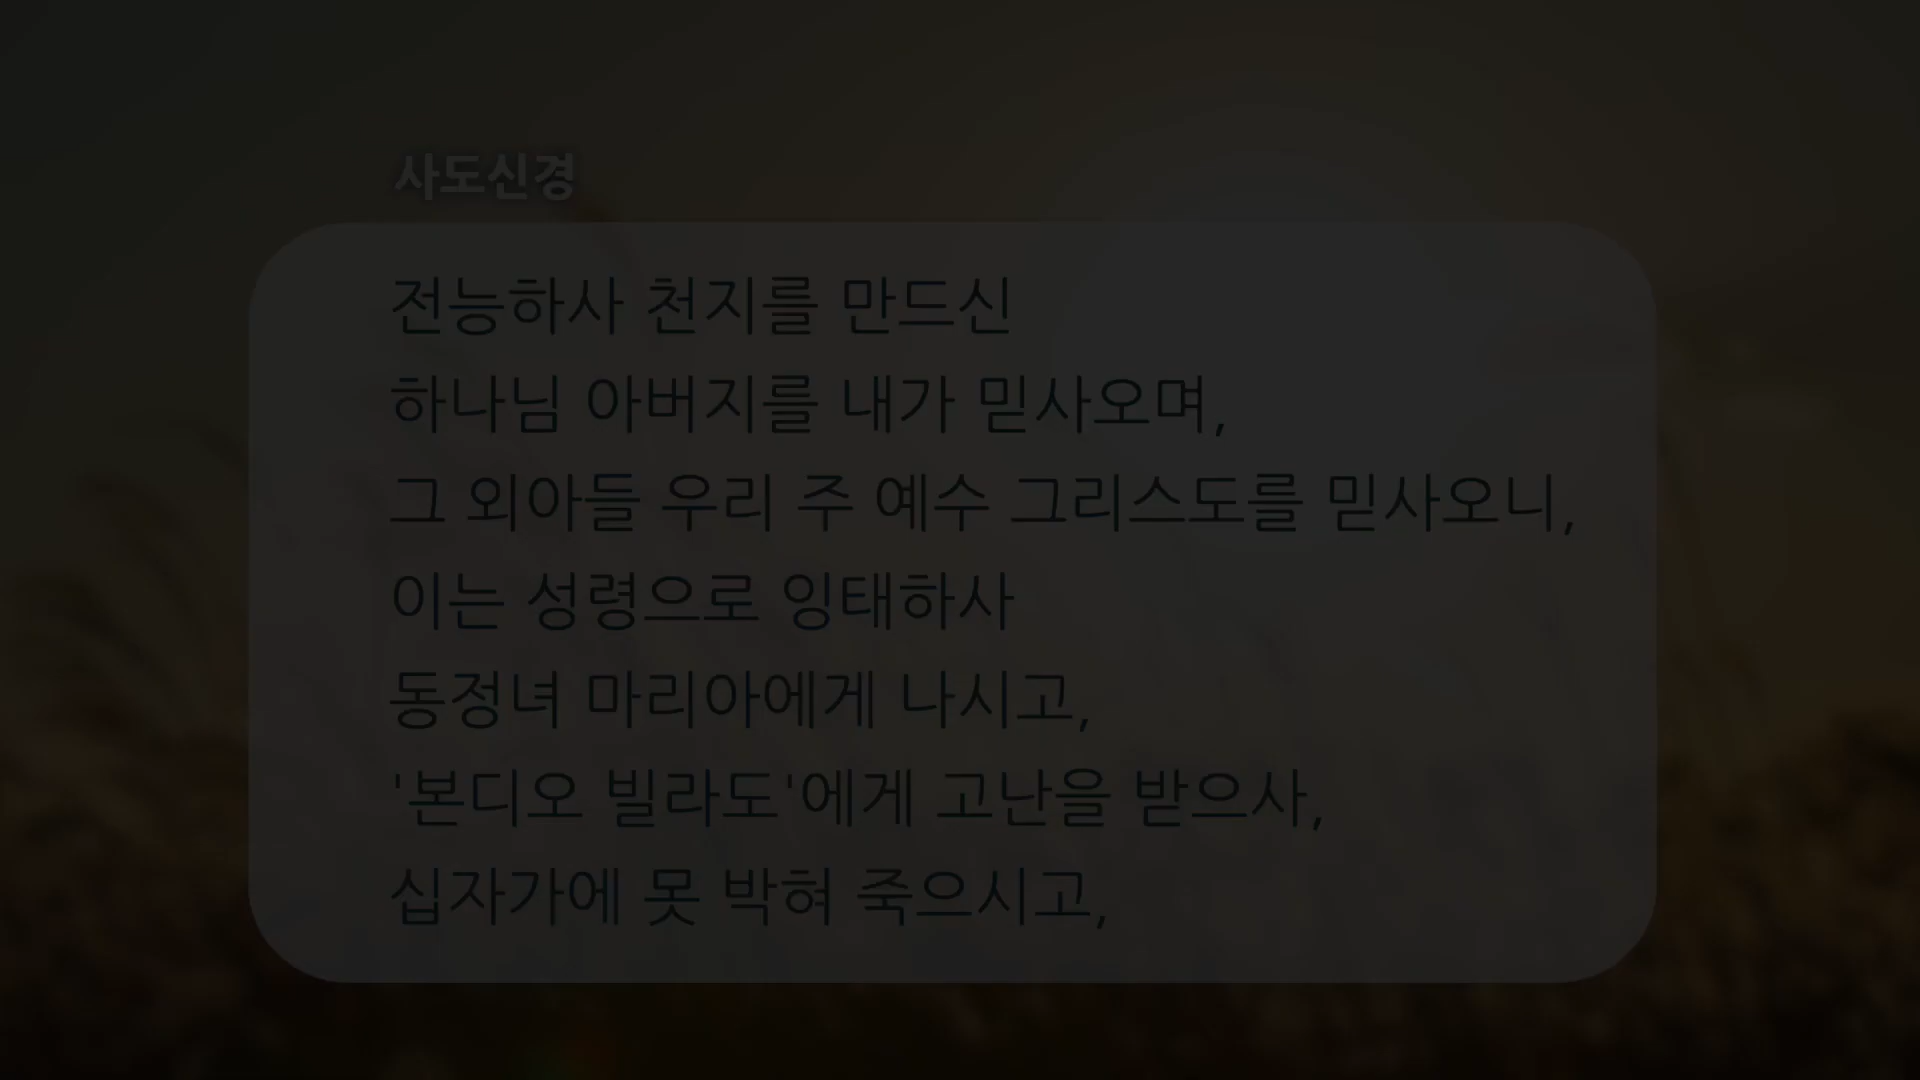 사도신경
전능하사 천지를 만드신
하나님 아버지를 내가 믿사오며,
그 외아들 우리 주 예수 그리스도를 믿사오니,
이는 성령으로 잉태하사
동정녀 마리아에게 나시고,
'본디오 빌라도'에게 고난을 받으사,
십자가에 못 박혀 죽으시고,